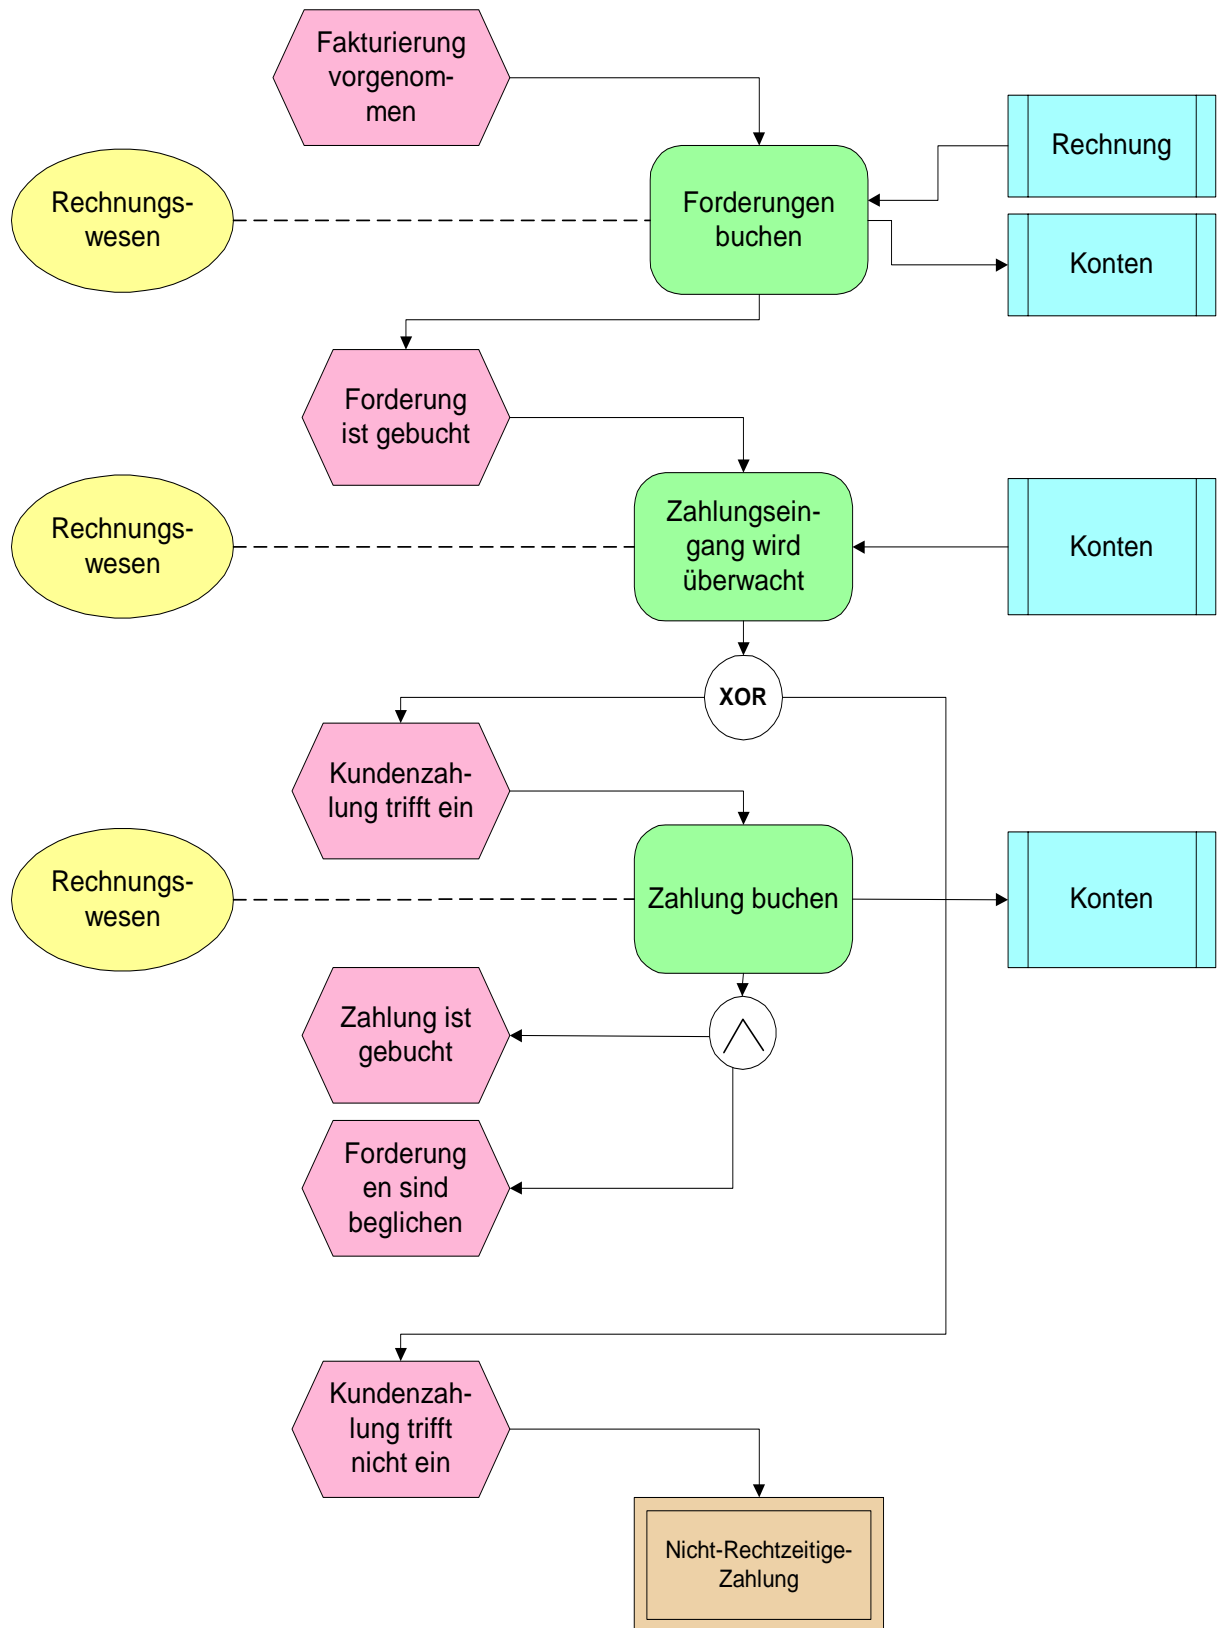 Fakturierung
vorgenom-
men
Rechnung
Rechnungs-
wesen
Forderungen
buchen
Konten
Forderung
ist gebucht
Rechnungs-
wesen
Zahlungsein-
gang wird
überwacht
Konten
XOR
Kundenzah-
lung trifft ein
Rechnungs-
wesen
Zahlung buchen
Konten
Zahlung ist
gebucht
Forderung
en sind
beglichen
Kundenzah-
lung trifft
nicht ein
Nicht-Rechtzeitige-
Zahlung